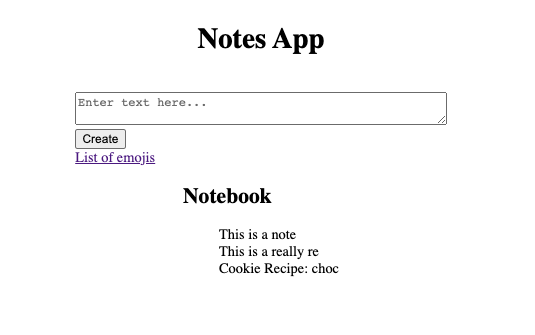 Notes App
Enter text here...
Create
List of emojis
Notebook
This is a note
This is a really re
Cookie Recipe: choc